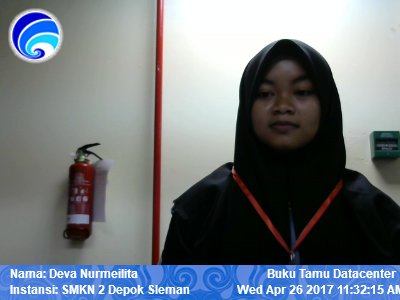 Nama: Deva Nurmeilita Buku Tamu Datacenter
Instansi: SMKN 2 Depok Sleman Wed Apr 26 2017 11:32:15 AM